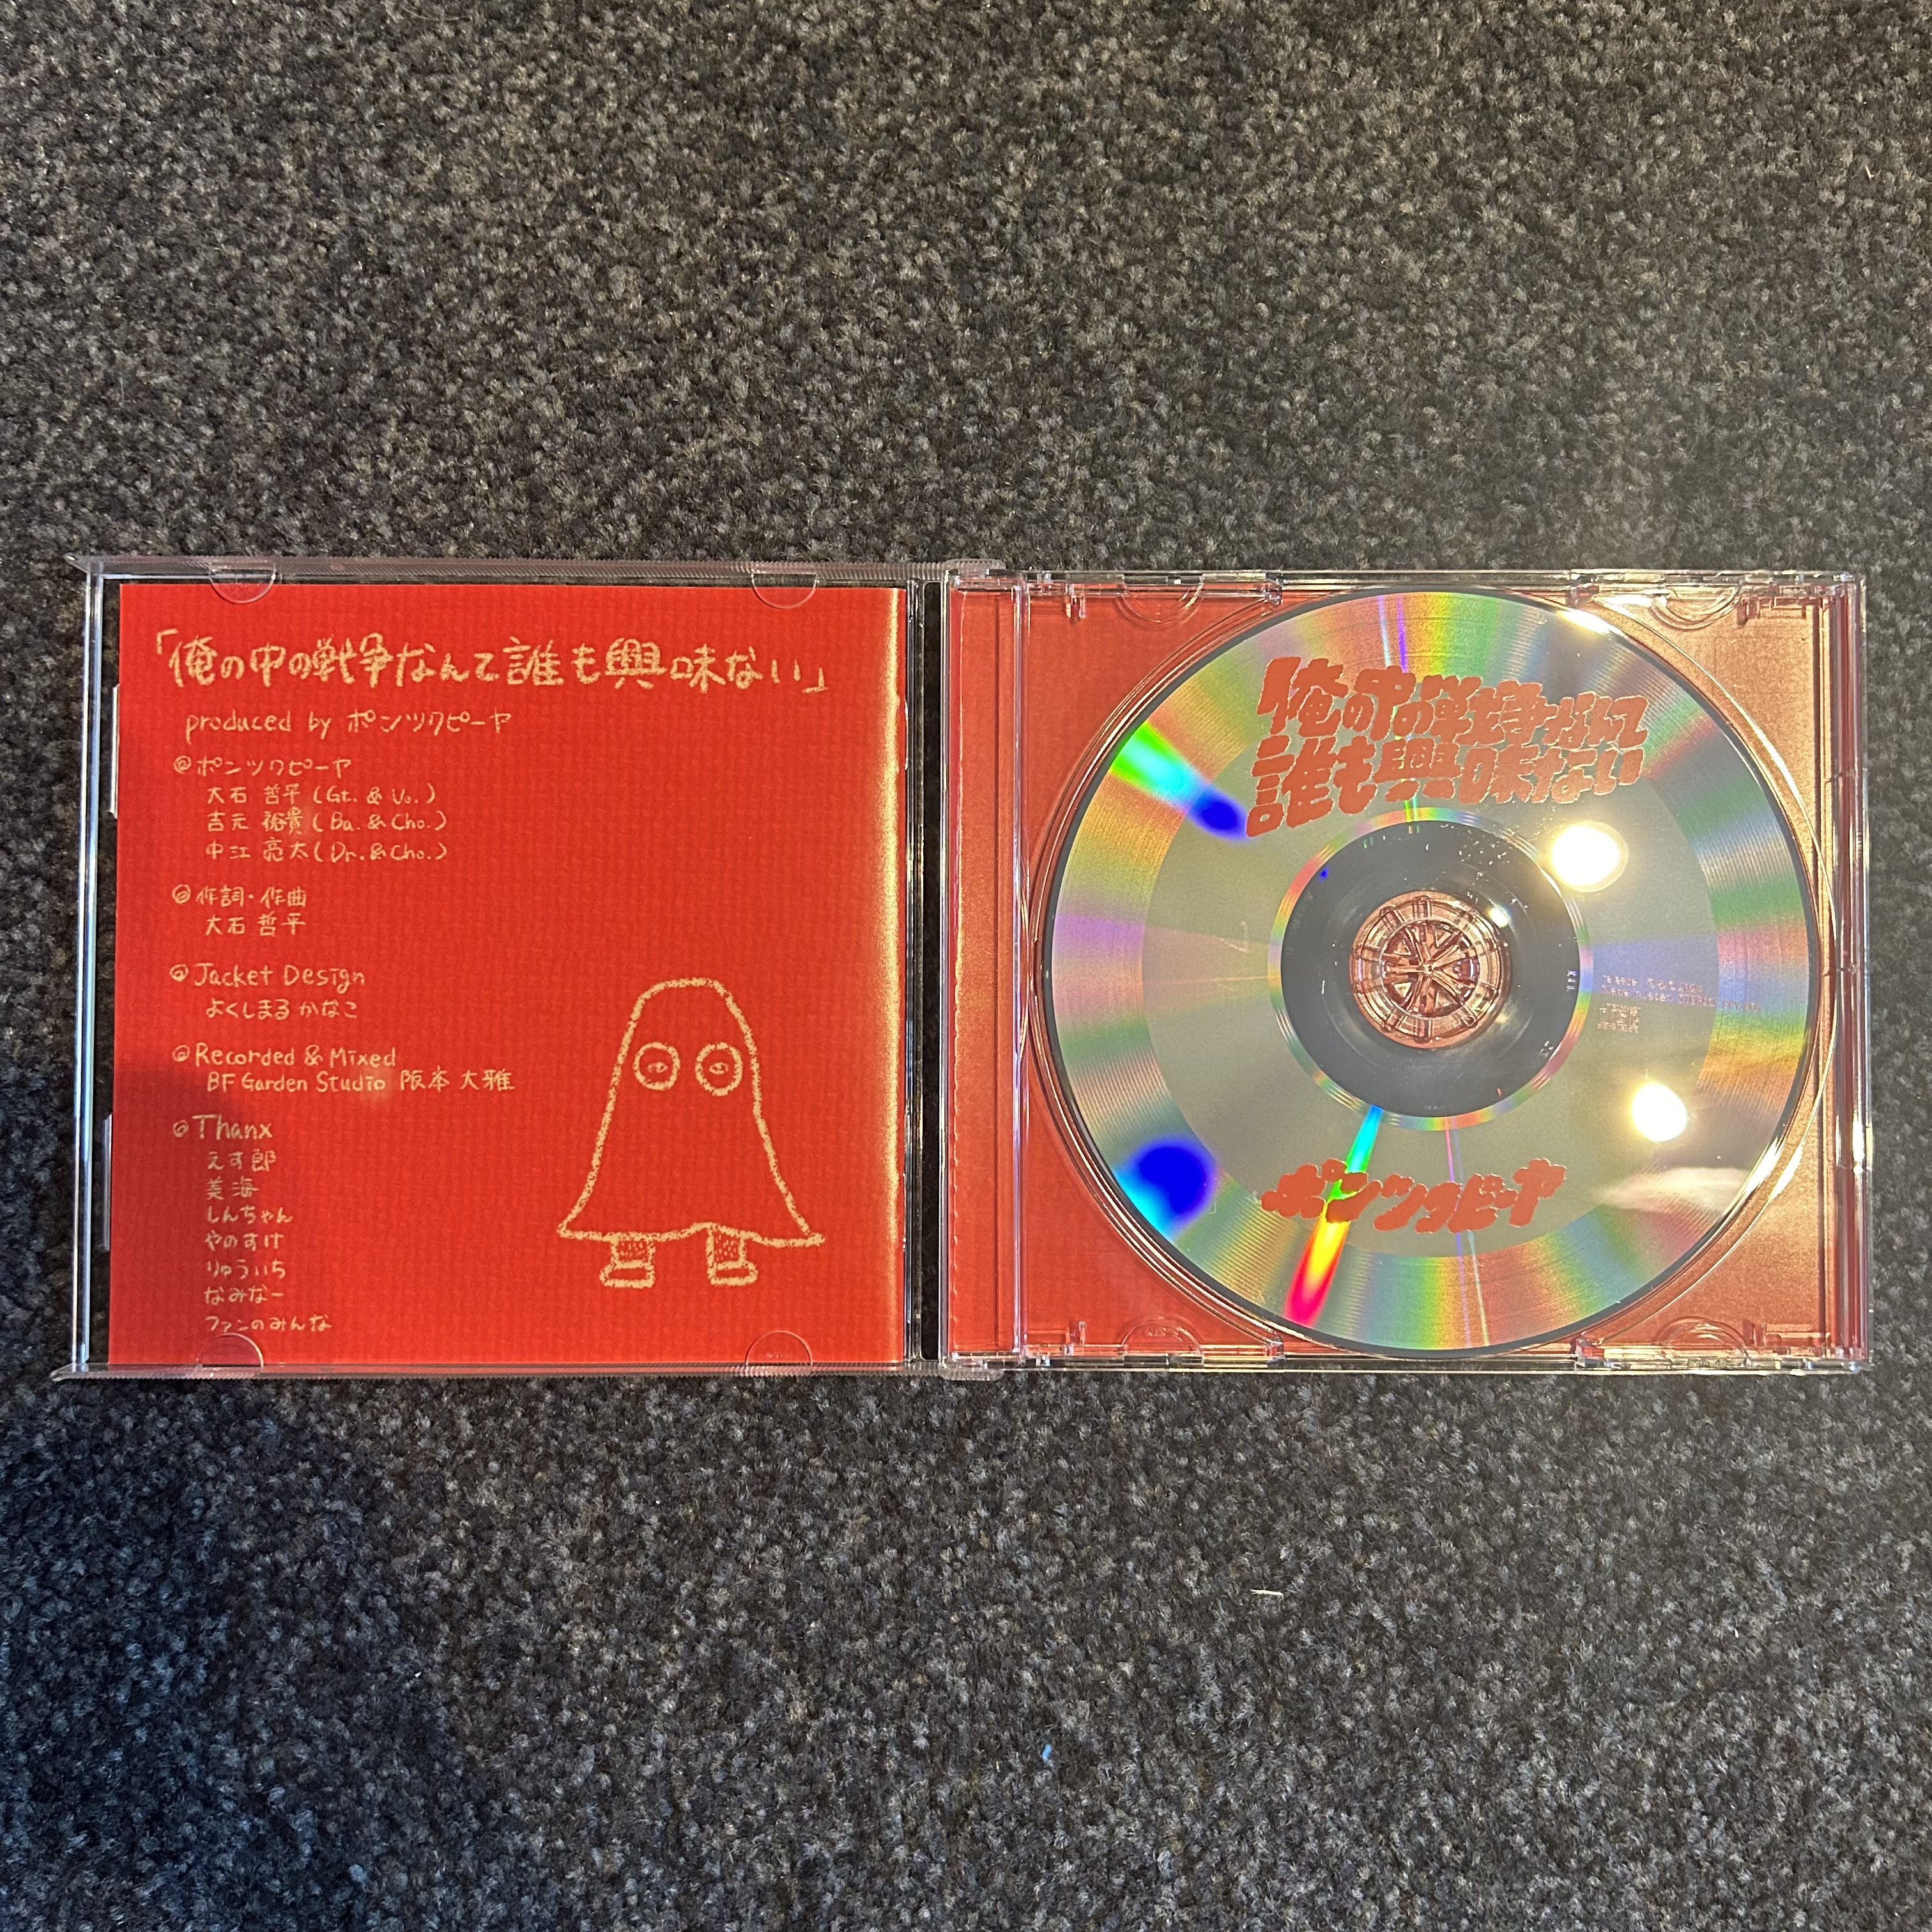 「俺の中の戦争なんて誰も興味ない」
produced by ポンツクピーヤ
@ポンツクピーヤ
大石 哲平 (Gt. & Vo.)
吉元 裕貴 (Ba. & Cho.)
中江 亮太 (Dr. & Cho.)
@作詞・作曲
大石 哲平
@Jacket Design
よくしまる かなこ
@Recorded & Mixed
BF Garden Studio 阪本 大雅
@Thanx
えす郎
美海
しんちゃん
やのすけ
りゅういち
なみなー
ファンのみんな
俺の中の戦争なんて
誰も興味ない
ポンツクピーヤ